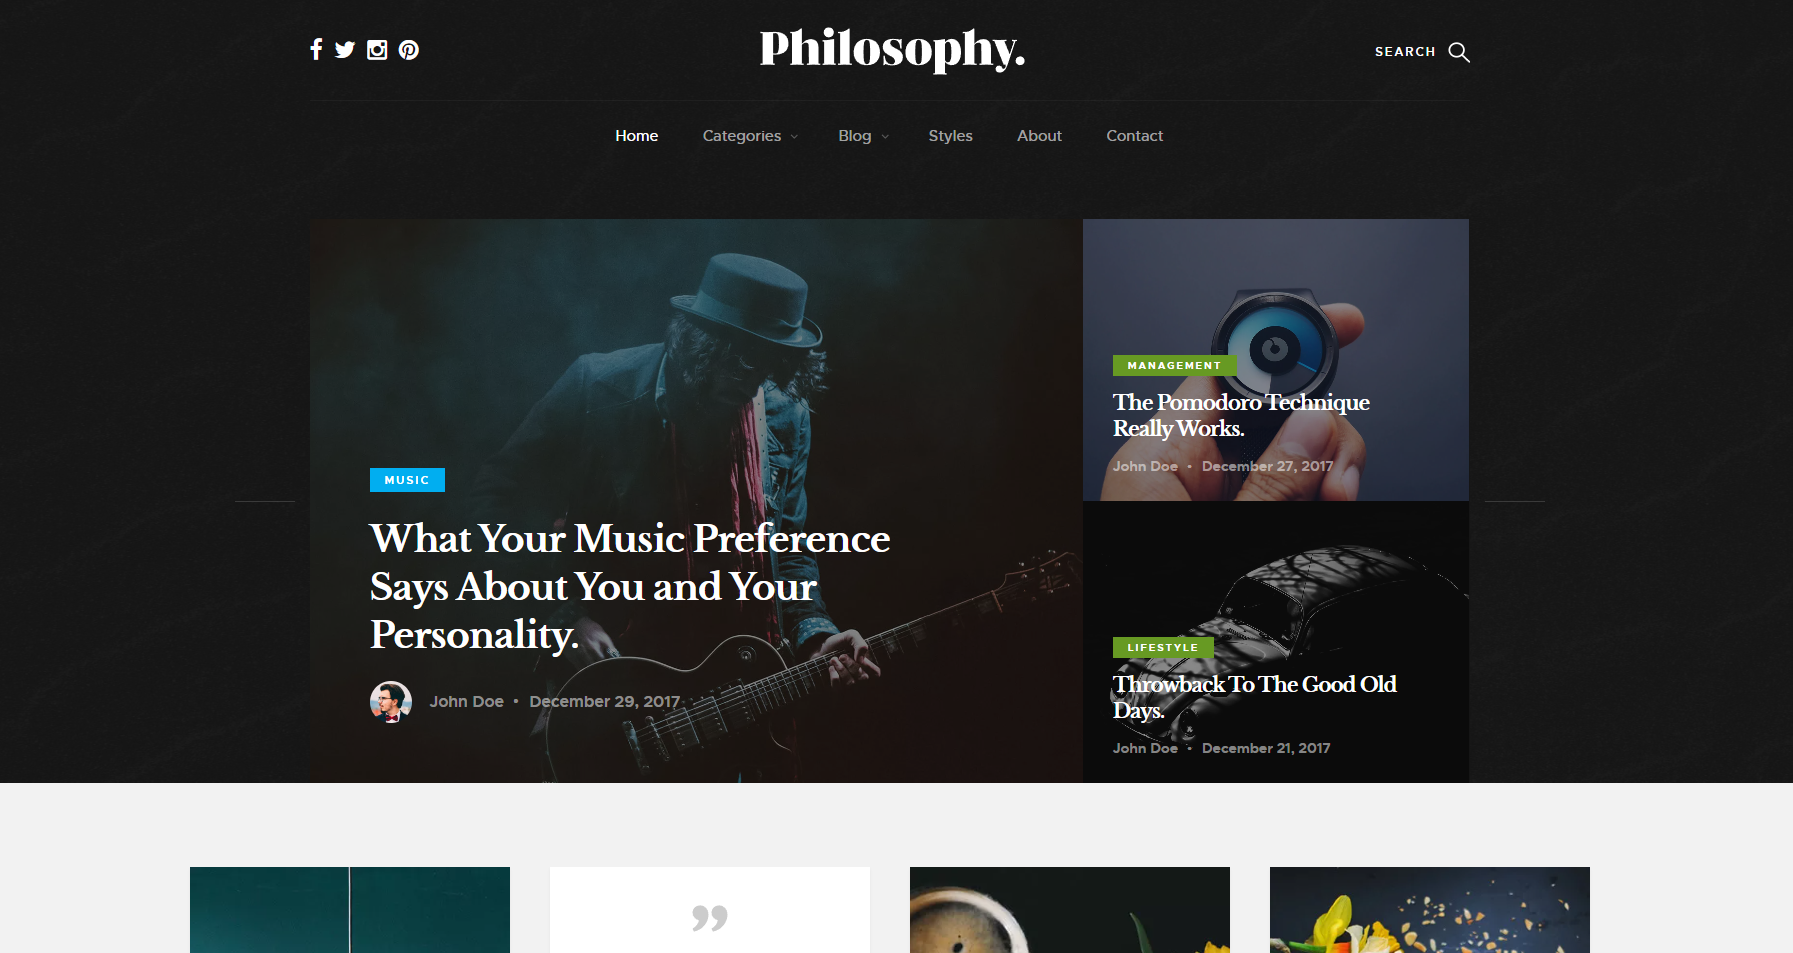 Philosophy.
SEARCH
Home
Categories
Blog
Styles
About
Contact
MUSIC
What Your Music Preference
Says About You and Your
Personality.
John Doe • December 29, 2017
MANAGEMENT
The Pomodoro Technique
Really Works.
John Doe • December 27, 2017
LIFESTYLE
Throwback To The Good Old
Days.
John Doe • December 21, 2017
”